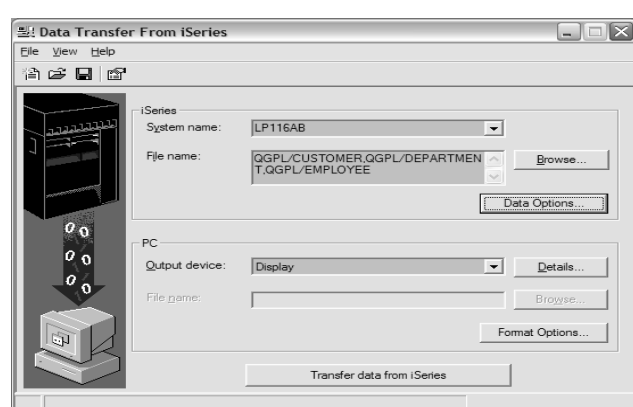 Data Transfer From iSeries
File View Help
iSeries
System name: LP116AB
File name: QGPL/CUSTOMER,QGPL/DEPARTMEN
T,QGPL/EMPLOYEE
Browse...
Data Options...
PC
Output device: Display
Details...
File name:
Browse...
Format Options...
Transfer data from iSeries